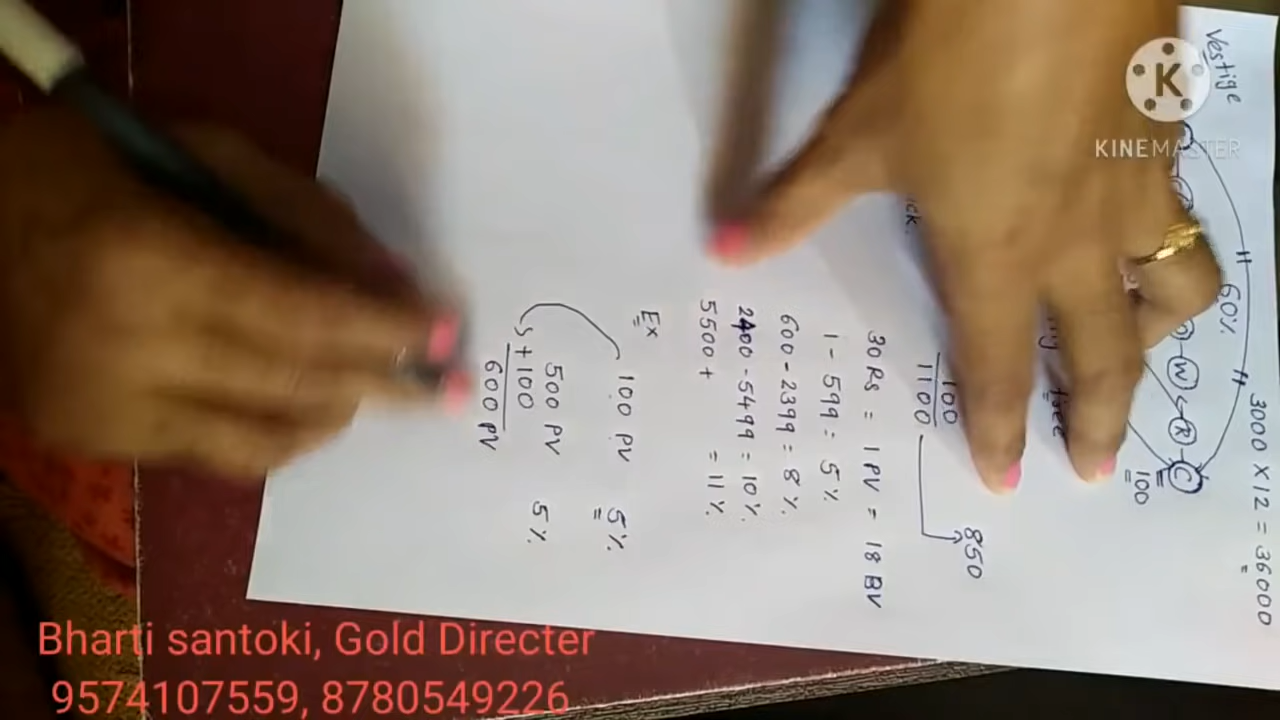 Vestige
60%
3000 X 12 = 36000
W R C
100
free
100
1100
850
30 Rs = 1 PV = 18 BV
1 - 599 = 5%
600 - 2399 = 8%
2400 - 5499 = 10%
5500 + = 11%
Ex
100 PV 5%
500 PV
+ 100 5%
600 PV
K
KINEMASTER
Bharti santoki, Gold Directer
9574107559, 8780549226